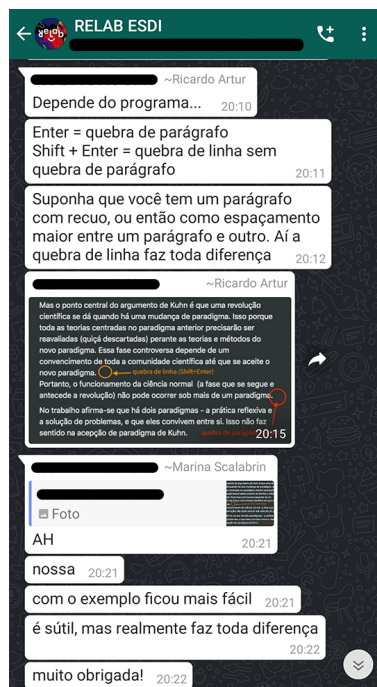 RELAB ESDI
~Ricardo Artur
Depende do programa...
20:10
Enter = quebra de parágrafo
Shift + Enter = quebra de linha sem
quebra de parágrafo
20:11
Suponha que você tem um parágrafo
com recuo, ou então como espaçamento
maior entre um parágrafo e outro. Aí a
quebra de linha faz toda diferença
20:12
~Ricardo Artur
Mas o ponto central do argumento de Kuhn é que uma revolução
científica se dá quando há uma mudança de paradigma. Isso porque
toda as teorias centradas no paradigma anterior precisarão ser
reavaliadas (quiçá descartadas) perante as teorias e métodos do
novo paradigma. Essa fase controversa depende de um
convencimento de toda a comunidade científica até que se aceite o
novo paradigma.
quebra de linha (Shift+Enter)
Portanto, o funcionamento da ciência normal (a fase que se segue e
antecede a revolução) não pode ocorrer sob mais de um paradigma.
No trabalho afirma-se que há dois paradigmas - a prática reflexiva e
a solução de problemas, e que eles convivem entre si. Isso não faz
sentido na acepção de paradigma de Kuhn.
quebra de
20:15
~Marina Scalabrin
Foto
AH
20:21
nossa
20:21
com o exemplo ficou mais fácil
20:21
é sútil, mas realmente faz toda diferença
20:22
muito obrigada!
20:22